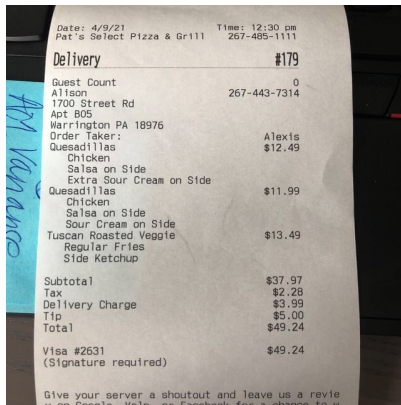 Date: 4/9/21 Time: 12:30 pm
Pat's Select Pizza & Grill 267-485-1111
Delivery #179
Guest Count 0
Alison 267-443-7314
1700 Street Rd
Apt B05
Warrington PA 18976
Order Taker: Alexis
Quesadillas $12.49
Chicken
Salsa on Side
Extra Sour Cream on Side
Quesadillas $11.99
Chicken
Salsa on Side
Sour Cream on Side
Tuscan Roasted Veggie $13.49
Regular Fries
Side Ketchup
Subtotal $37.97
Tax $2.28
Delivery Charge $3.99
Tip $5.00
Total $49.24
Visa #2631 $49.24
(Signature required)
Give your server a shoutout and leave us a revie